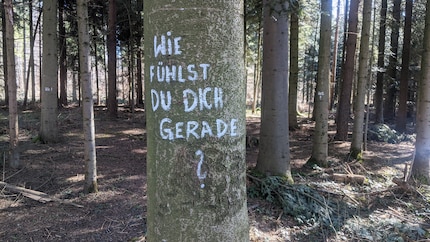 WIE
FÜHLST
DU DICH
GERADE
?